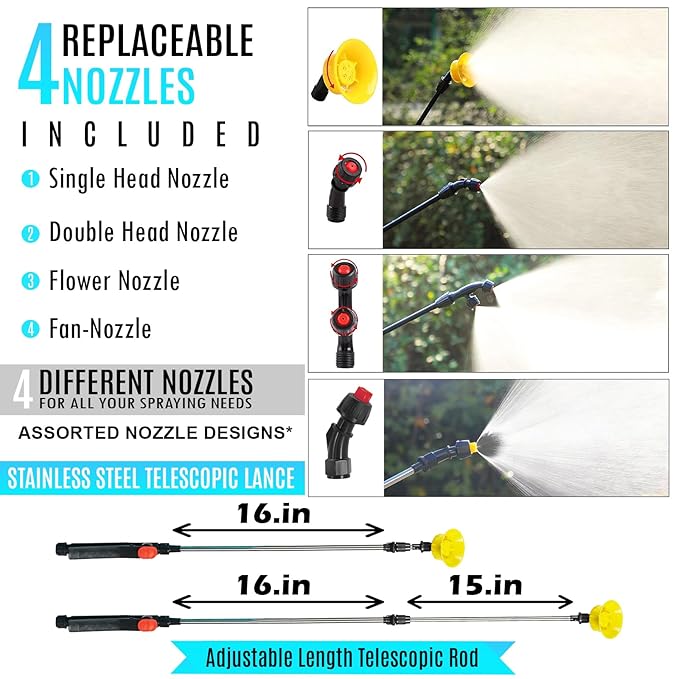 4 REPLACEABLE
NOZZLES
INCLUDED
1 Single Head Nozzle
2 Double Head Nozzle
3 Flower Nozzle
4 Fan-Nozzle
4 DIFFERENT NOZZLES
FOR ALL YOUR SPRAYING NEEDS
ASSORTED NOZZLE DESIGNS*
STAINLESS STEEL TELESCOPIC LANCE
16.in
16.in 15.in
Adjustable Length Telescopic Rod